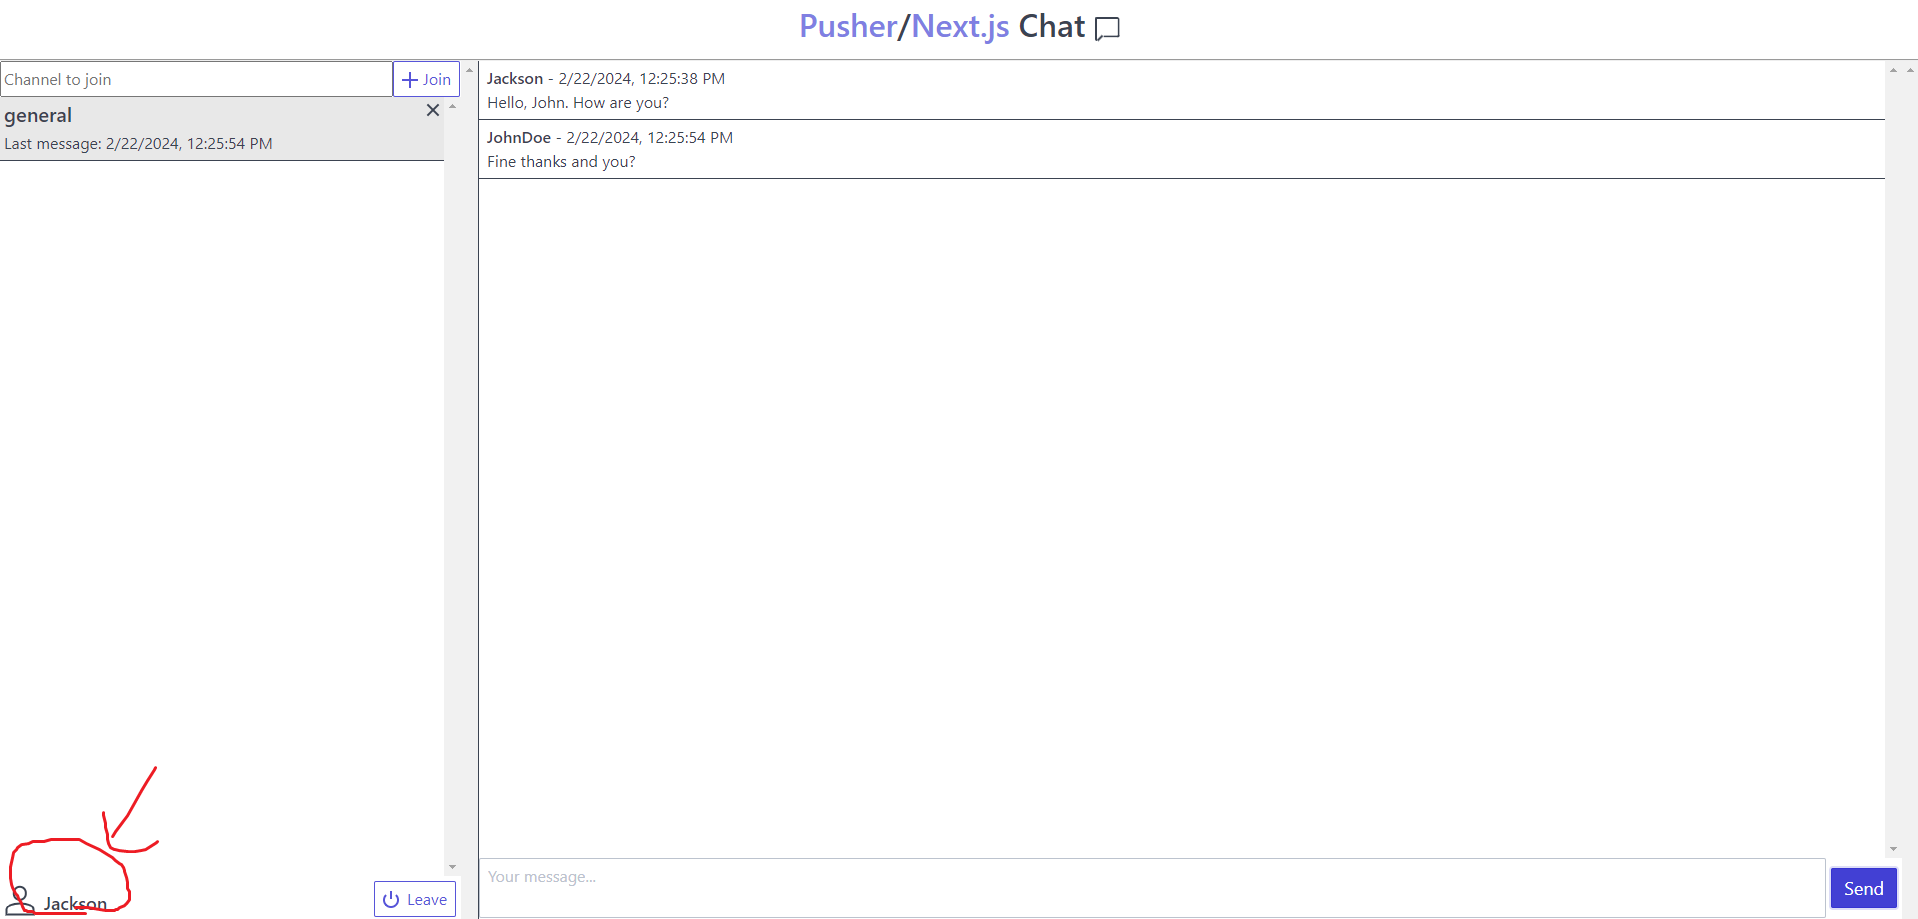 Pusher/Next.js Chat
Channel to join
Join
general
Last message: 2/22/2024, 12:25:54 PM
Jackson
Leave
Jackson - 2/22/2024, 12:25:38 PM
Hello, John. How are you?
JohnDoe - 2/22/2024, 12:25:54 PM
Fine thanks and you?
Your message...
Send